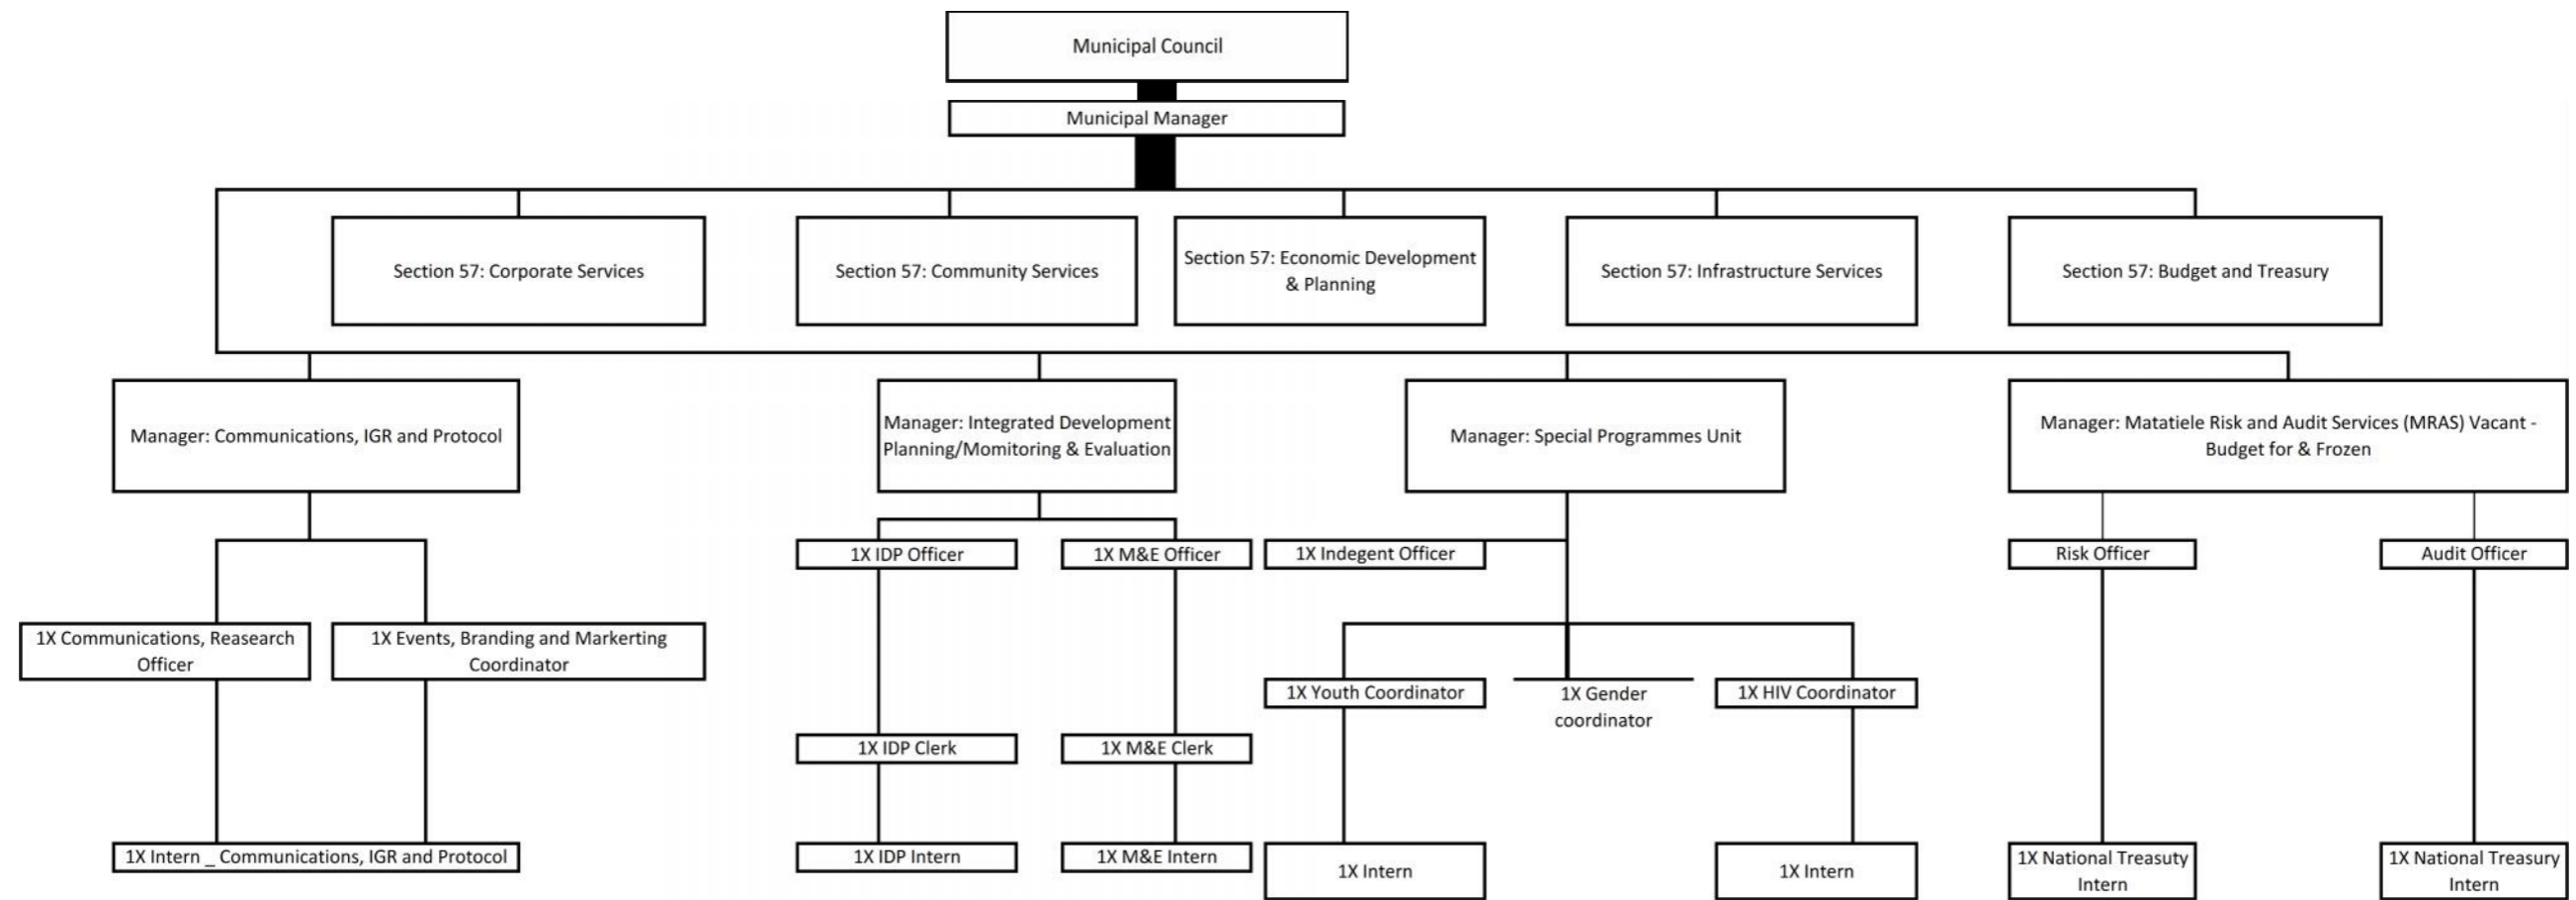 Municipal Council
Municipal Manager
Section 57: Corporate Services
Section 57: Community Services
Section 57: Economic Development
& Planning
Section 57: Infrastructure Services
Section 57: Budget and Treasury
Manager: Communications, IGR and Protocol
Manager: Integrated Development
Planning/Momitoring & Evaluation
Manager: Special Programmes Unit
Manager: Matatiele Risk and Audit Services (MRAS) Vacant -
Budget for & Frozen
1X IDP Officer
1X M&E Officer
1X Indegent Officer
Risk Officer
Audit Officer
1X Communications, Reasearch
Officer
1X Events, Branding and Markerting
Coordinator
1X Youth Coordinator
1X Gender
coordinator
1X HIV Coordinator
1X IDP Clerk
1X M&E Clerk
1X Intern _ Communications, IGR and Protocol
1X IDP Intern
1X M&E Intern
1X Intern
1X Intern
1X National Treasuty
Intern
1X National Treasury
Intern